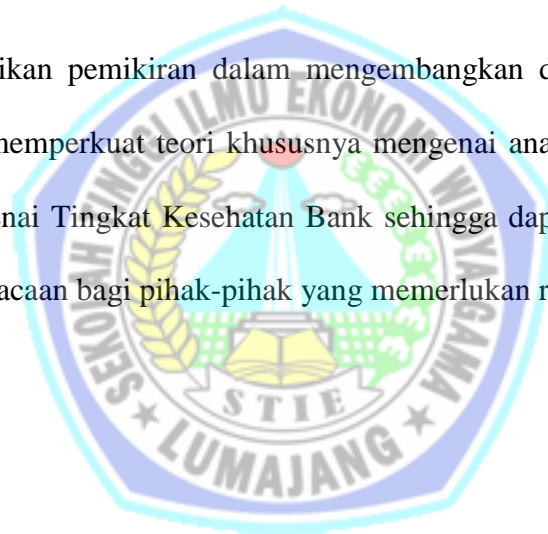 ikan pemikiran dalam mengembangkan d
memperkuat teori khususnya mengenai ana
enai Tingkat Kesehatan Bank sehingga dap
acaan bagi pihak-pihak yang memerlukan r
SEKOLAH TINGGI ILMU EKONOMI WIDYA GAMA
STIE
LUMAJANG